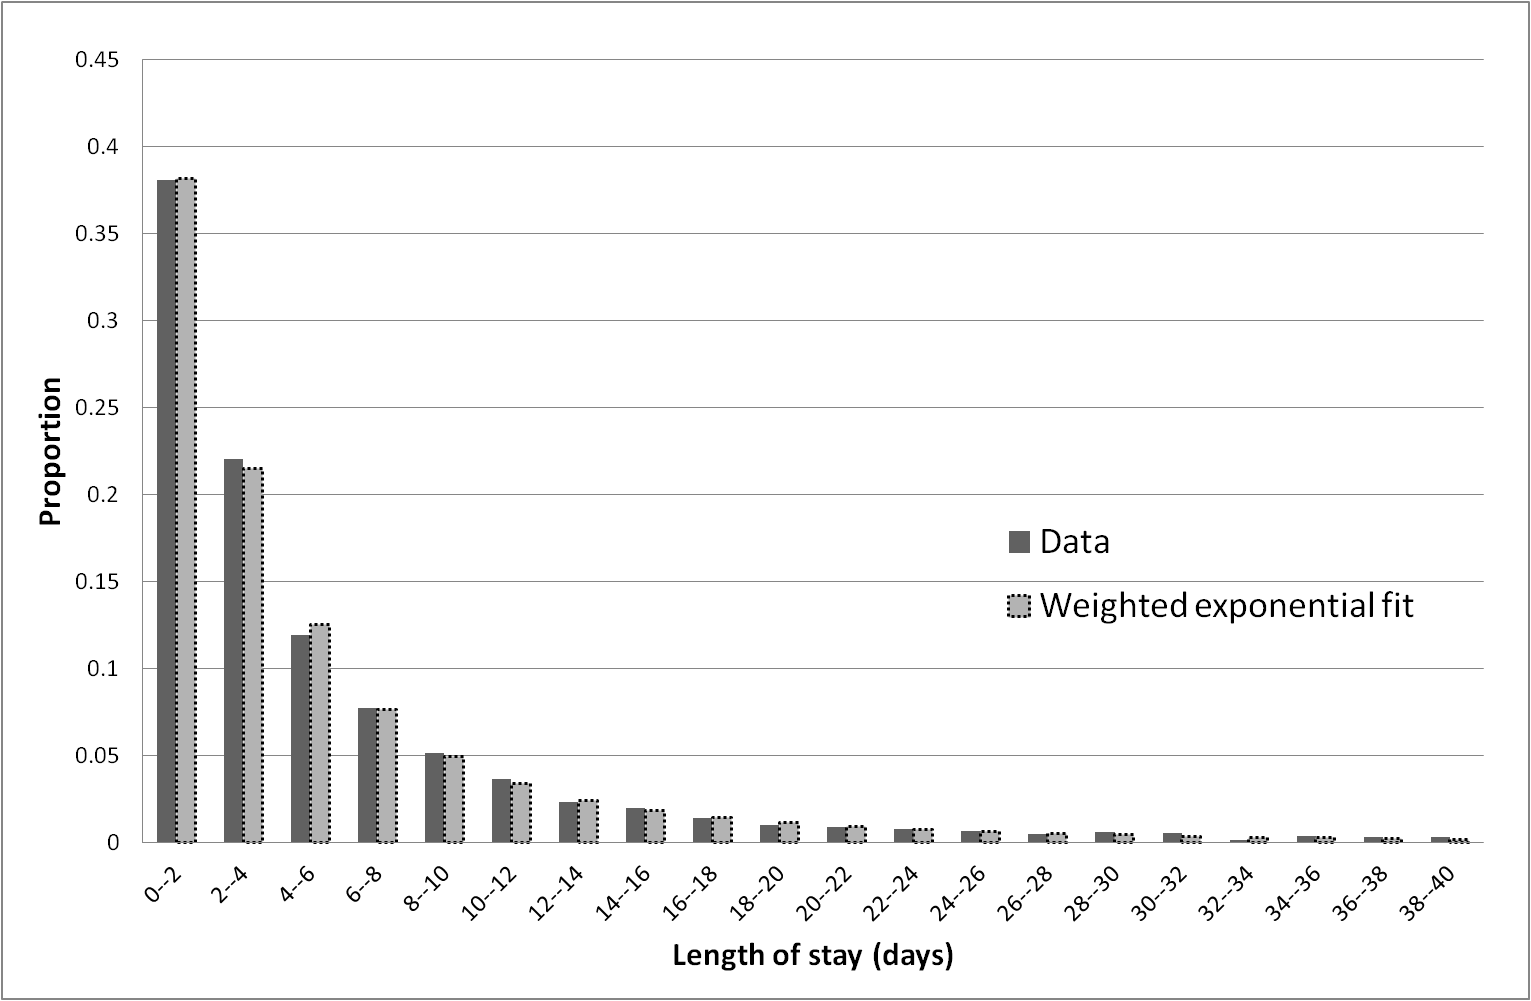 0.45
0.4
0.35
0.3
0.25
0.2
0.15
0.1
0.05
0
Proportion
Data
Weighted exponential fit
0--2 2--4 4--6 6--8 8--10 10--12 12--14 14--16 16--18 18--20 20--22 22--24 24--26 26--28 28--30 30--32 32--34 34--36 36--38 38--40
Length of stay (days)